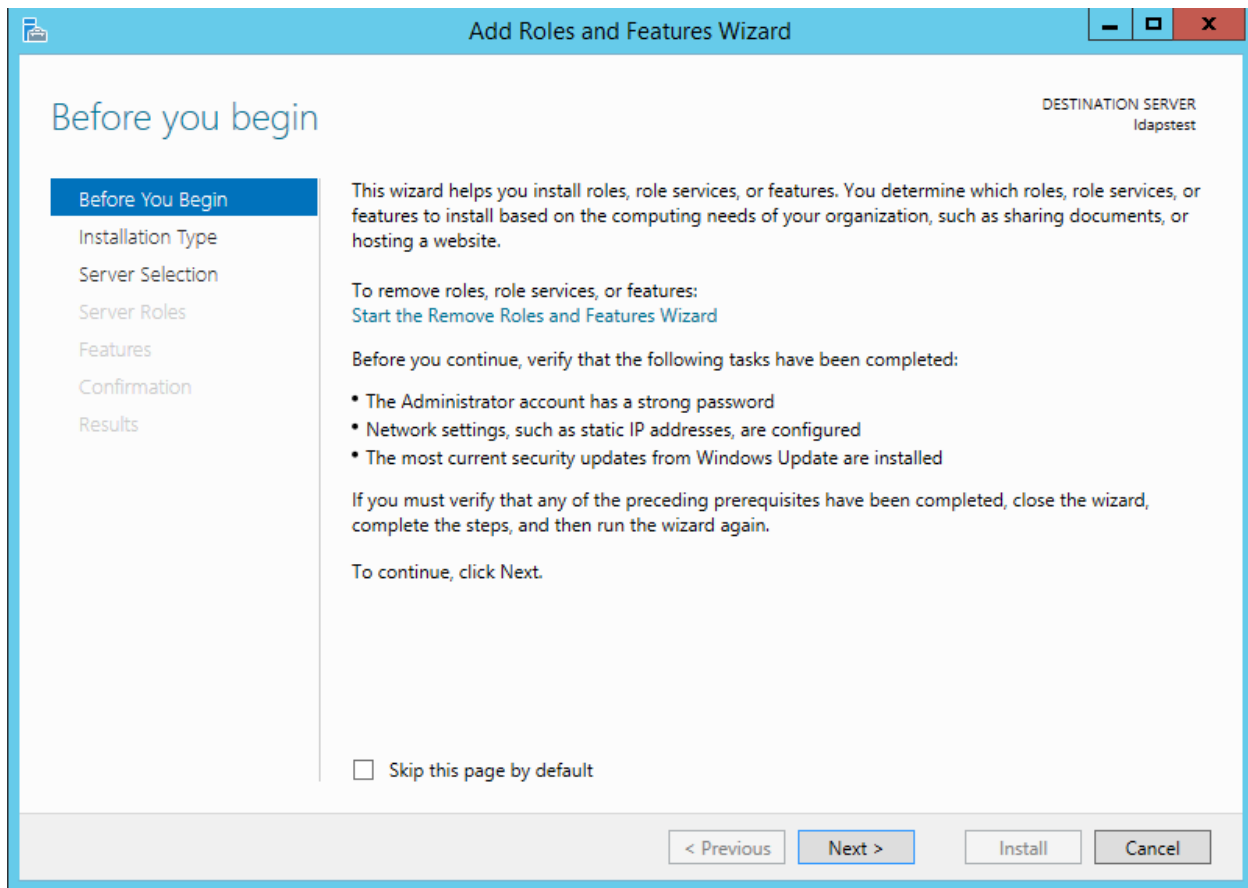 Add Roles and Features Wizard
Before you begin
DESTINATION SERVER
ldapstest
Before You Begin
Installation Type
Server Selection
Server Roles
Features
Confirmation
Results
This wizard helps you install roles, role services, or features. You determine which roles, role services, or
features to install based on the computing needs of your organization, such as sharing documents, or
hosting a website.
To remove roles, role services, or features:
Start the Remove Roles and Features Wizard
Before you continue, verify that the following tasks have been completed:
• The Administrator account has a strong password
• Network settings, such as static IP addresses, are configured
• The most current security updates from Windows Update are installed
If you must verify that any of the preceding prerequisites have been completed, close the wizard,
complete the steps, and then run the wizard again.
To continue, click Next.
Skip this page by default
< Previous
Next >
Install
Cancel